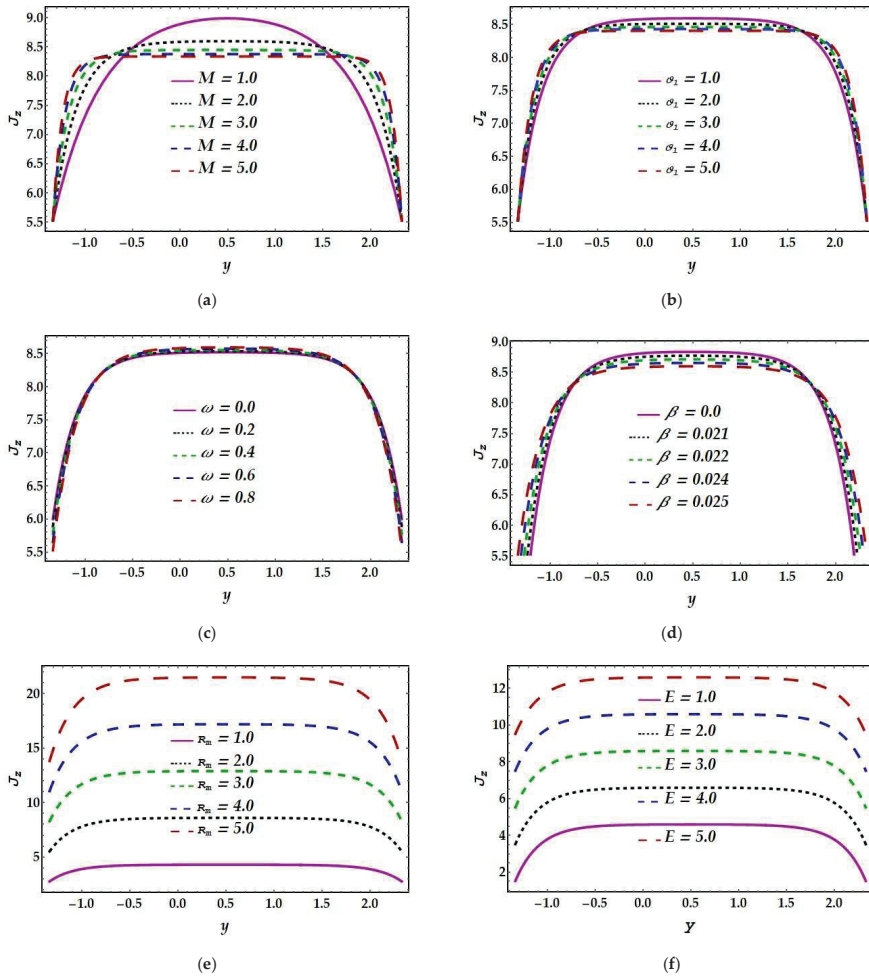 9.0
8.5
8.0
7.5
7.0
6.5
6.0
5.5
J_z
M = 1.0
M = 2.0
M = 3.0
M = 4.0
M = 5.0
−1.0 −0.5 0.0 0.5 1.0 1.5 2.0
y
(a)
8.5
8.0
7.5
7.0
6.5
6.0
5.5
J_z
= 1.0
= 2.0
= 3.0
= 4.0
= 5.0
−1.0 −0.5 0.0 0.5 1.0 1.5 2.0
y
(b)
8.5
8.0
7.5
7.0
6.5
6.0
5.5
J_z
ω = 0.0
ω = 0.2
ω = 0.4
ω = 0.6
ω = 0.8
−1.0 −0.5 0.0 0.5 1.0 1.5 2.0
y
(c)
9.0
8.5
8.0
7.5
7.0
6.5
6.0
5.5
J_z
β = 0.0
β = 0.021
β = 0.022
β = 0.024
β = 0.025
−1.0 −0.5 0.0 0.5 1.0 1.5 2.0
y
(d)
20
15
10
5
J_z
R_m = 1.0
R_m = 2.0
R_m = 3.0
R_m = 4.0
R_m = 5.0
−1.0 −0.5 0.0 0.5 1.0 1.5 2.0
y
(e)
12
10
8
6
4
2
J_z
E = 1.0
E = 2.0
E = 3.0
E = 4.0
E = 5.0
−1.0 −0.5 0.0 0.5 1.0 1.5 2.0
y
(f)